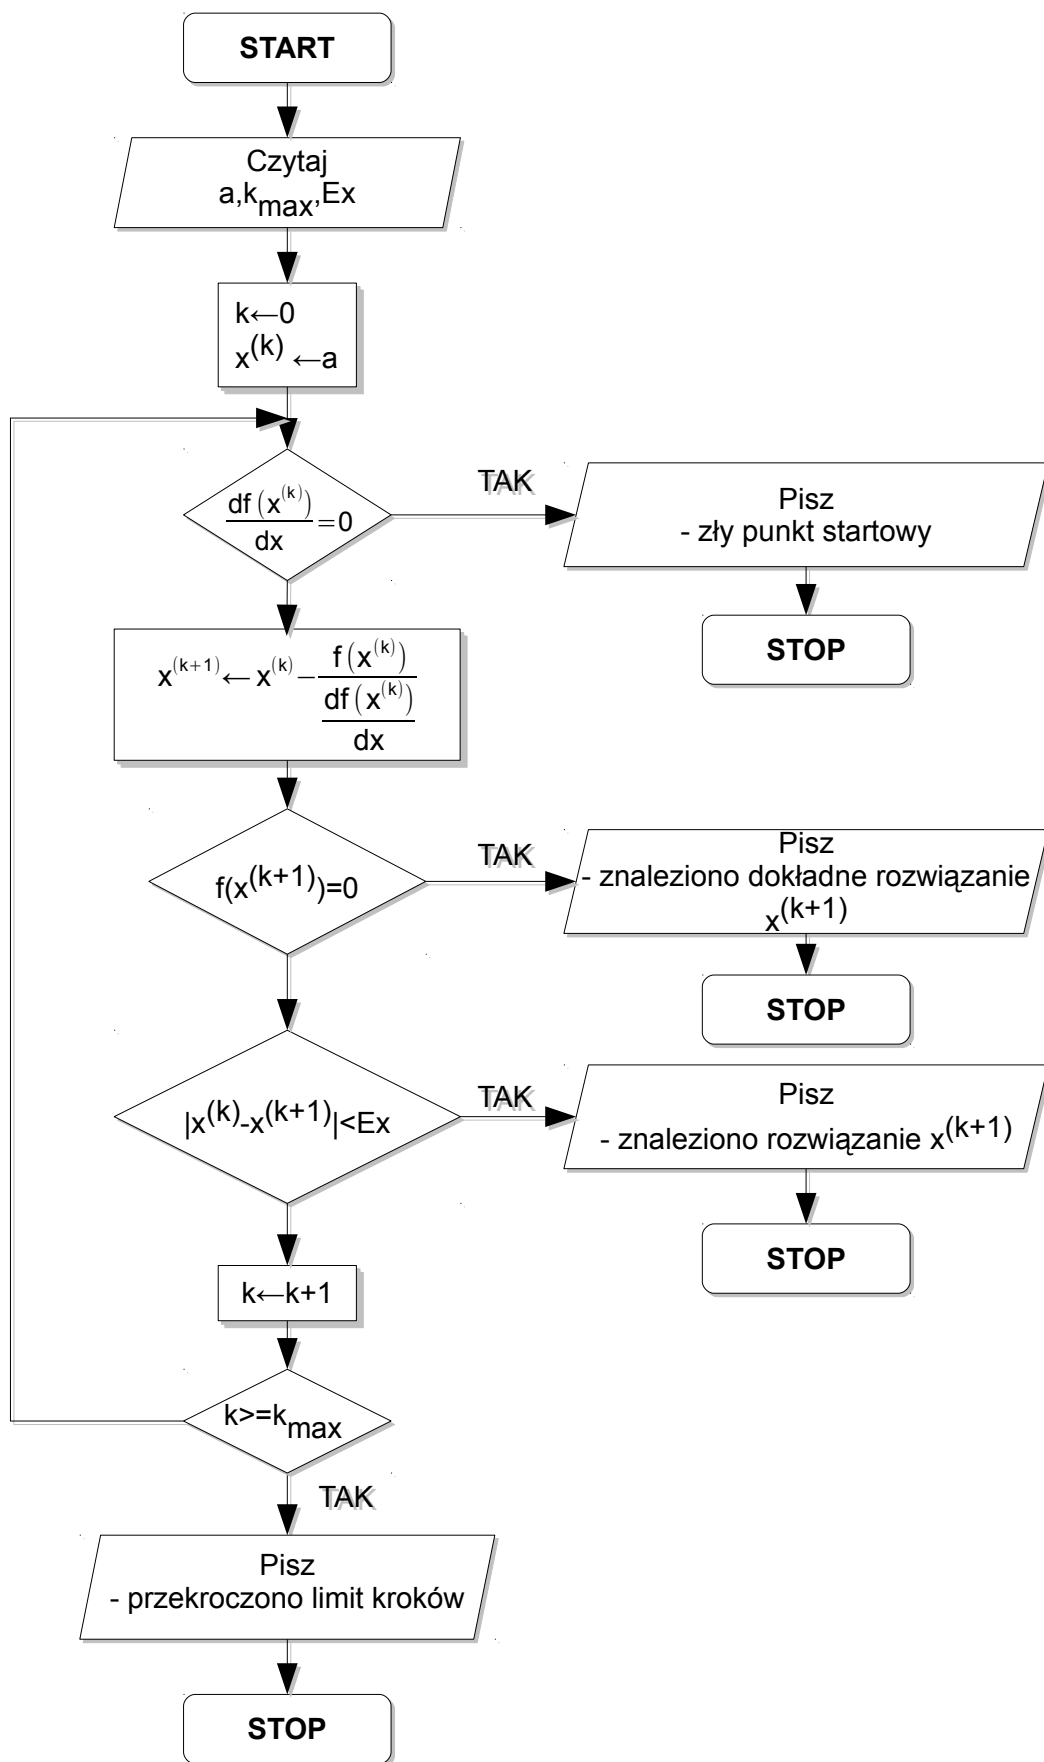 START
Czytaj
a,kmax,Ex
k←0
x(k) ←a
df(x(k))
dx
=0
TAK
Pisz
- zły punkt startowy
STOP
x(k+1)←x(k)−
f(x(k))
df(x(k))
dx
f(x(k+1))=0
TAK
Pisz
- znaleziono dokładne rozwiązanie
x(k+1)
STOP
|x(k)-x(k+1)|<Ex
TAK
Pisz
- znaleziono rozwiązanie x(k+1)
STOP
k←k+1
k>=kmax
TAK
Pisz
- przekroczono limit kroków
STOP